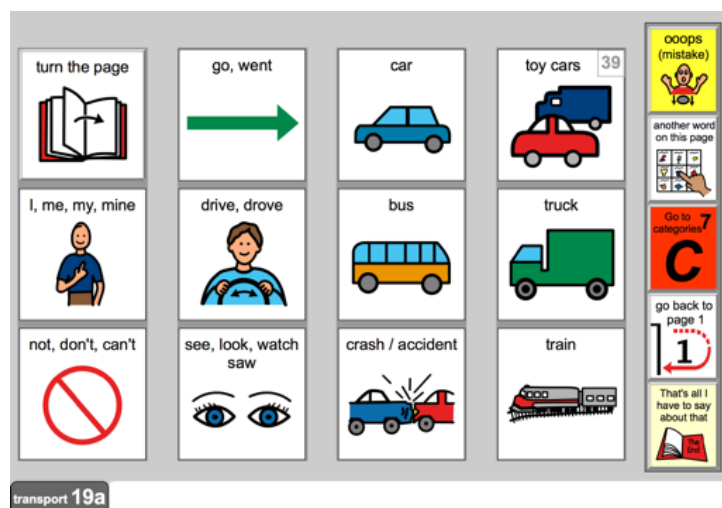 turn the page
go, went
car
toy cars
39
I, me, my, mine
drive, drove
bus
truck
not, don't, can't
see, look, watch
saw
crash / accident
train
ooops
(mistake)
another word
on this page
Go to
categories 7
C
go back to
page 1
1
That's all I
have to say
about that
The
End
transport 19a